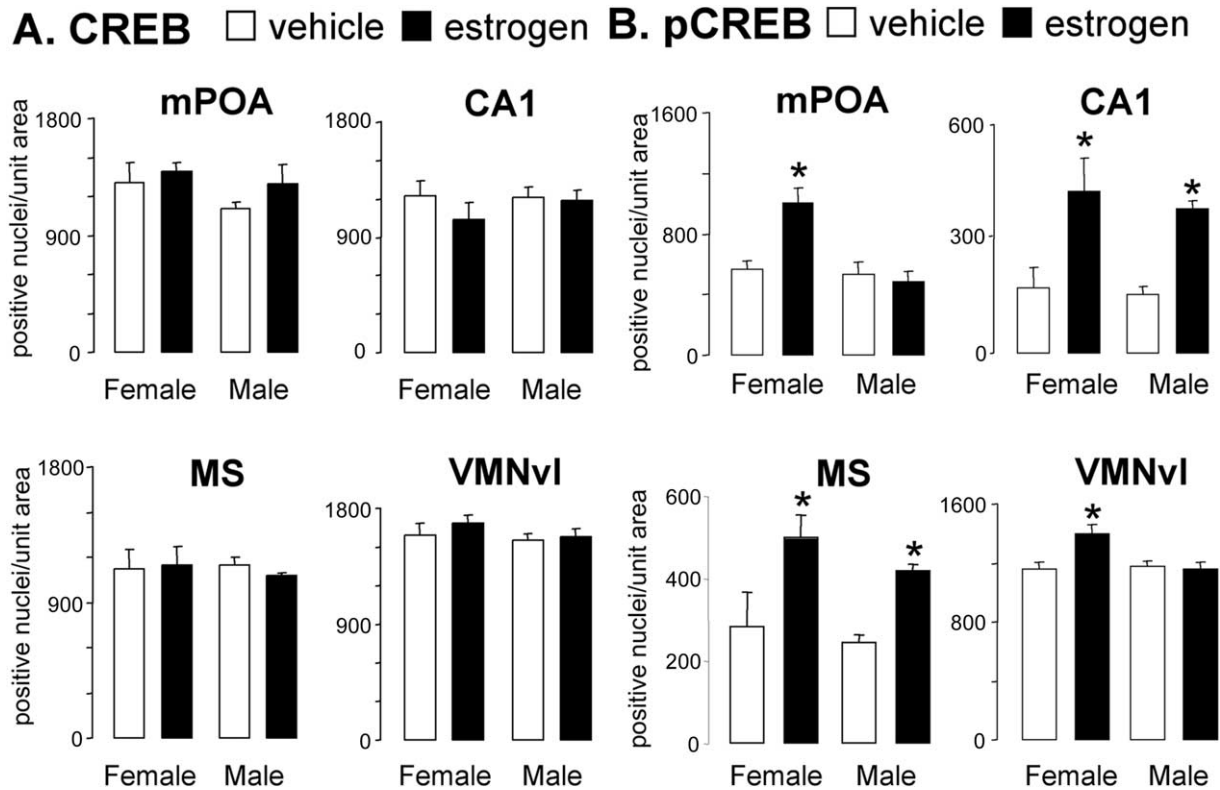 A. CREB □ vehicle ■ estrogen B. pCREB □ vehicle ■ estrogen
mPOA
1800
900
0
positive nuclei/unit area
Female Male
CA1
1800
900
0
Female Male
mPOA
1600
800
0
positive nuclei/unit area
*
Female Male
CA1
600
300
0
*
*
Female Male
MS
1800
900
0
positive nuclei/unit area
Female Male
VMNvl
1800
900
0
Female Male
MS
600
400
200
0
positive nuclei/unit area
*
*
Female Male
VMNvl
1600
800
0
*
Female Male